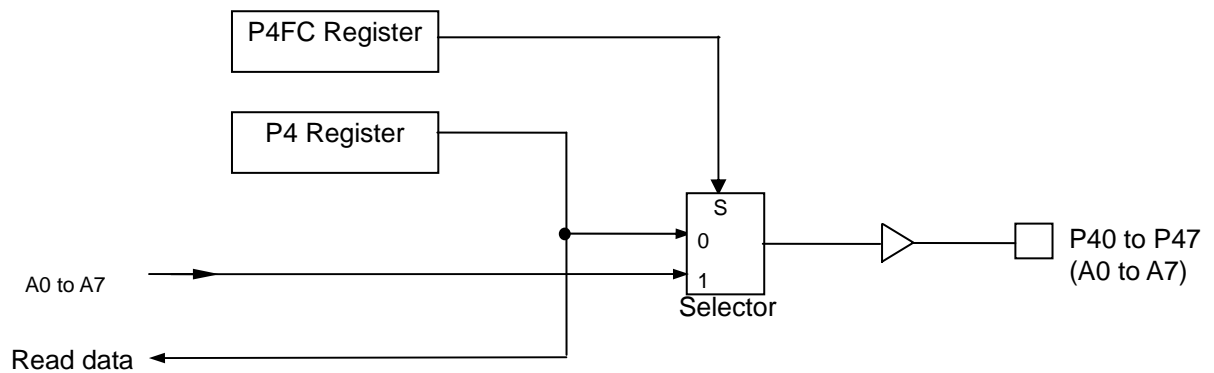 P4FC Register
P4 Register
S
0
1
Selector
A0 to A7
Read data
P40 to P47
(A0 to A7)